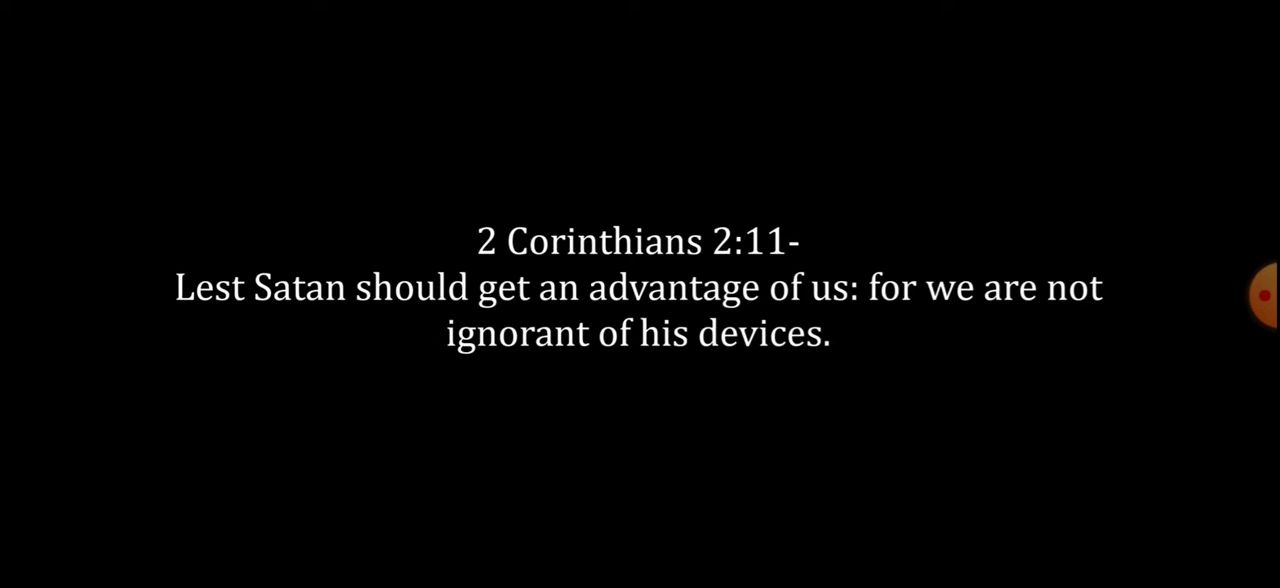 2 Corinthians 2:11-
Lest Satan should get an advantage of us: for we are not
ignorant of his devices.